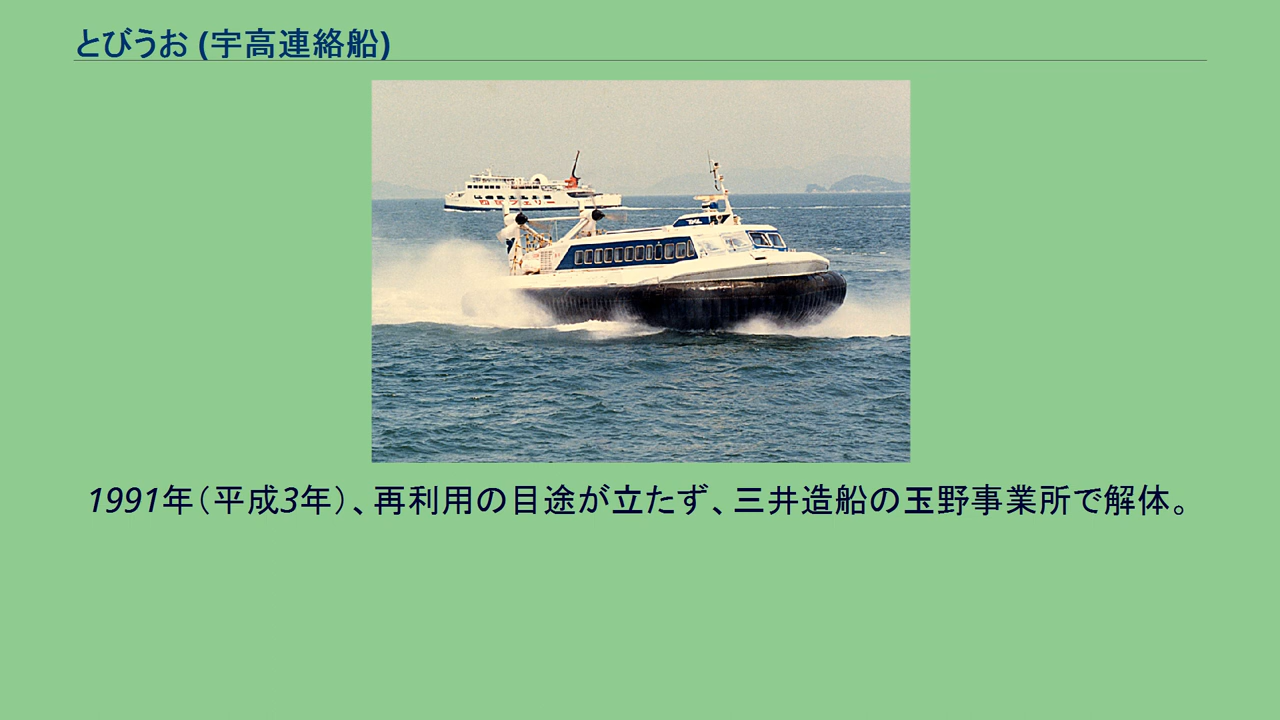 とびうお (宇高連絡船)
1991年（平成3年）、再利用の目途が立たず、三井造船の玉野事業所で解体。